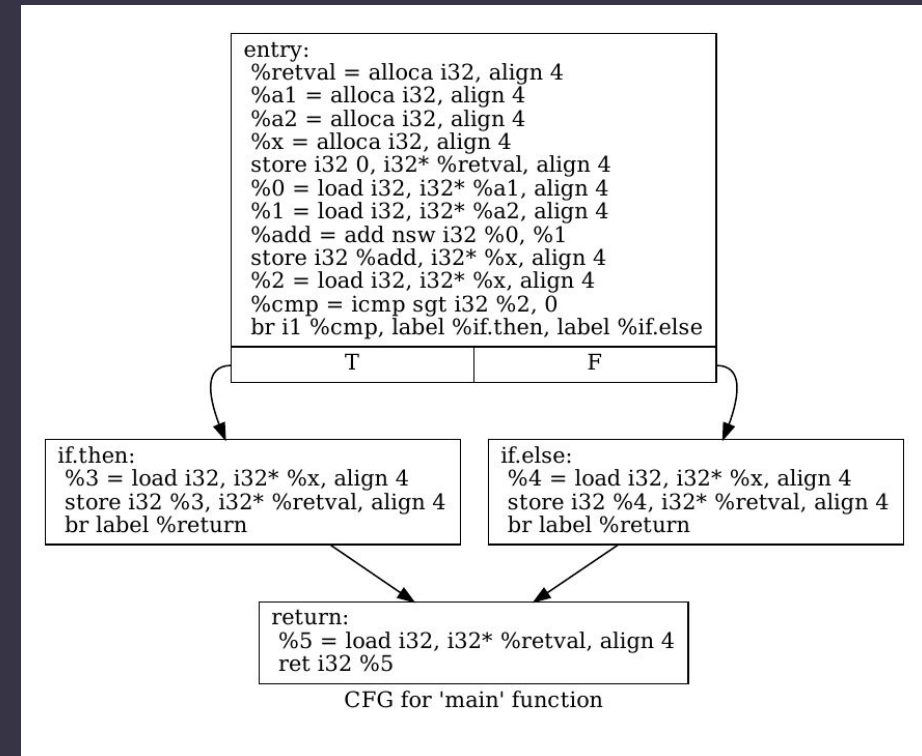 entry:
%retval = alloca i32, align 4
%a1 = alloca i32, align 4
%a2 = alloca i32, align 4
%x = alloca i32, align 4
store i32 0, i32* %retval, align 4
%0 = load i32, i32* %a1, align 4
%1 = load i32, i32* %a2, align 4
%add = add nsw i32 %0, %1
store i32 %add, i32* %x, align 4
%2 = load i32, i32* %x, align 4
%cmp = icmp sgt i32 %2, 0
br i1 %cmp, label %if.then, label %if.else
T
F
if.then:
%3 = load i32, i32* %x, align 4
store i32 %3, i32* %retval, align 4
br label %return
if.else:
%4 = load i32, i32* %x, align 4
store i32 %4, i32* %retval, align 4
br label %return
return:
%5 = load i32, i32* %retval, align 4
ret i32 %5
CFG for 'main' function